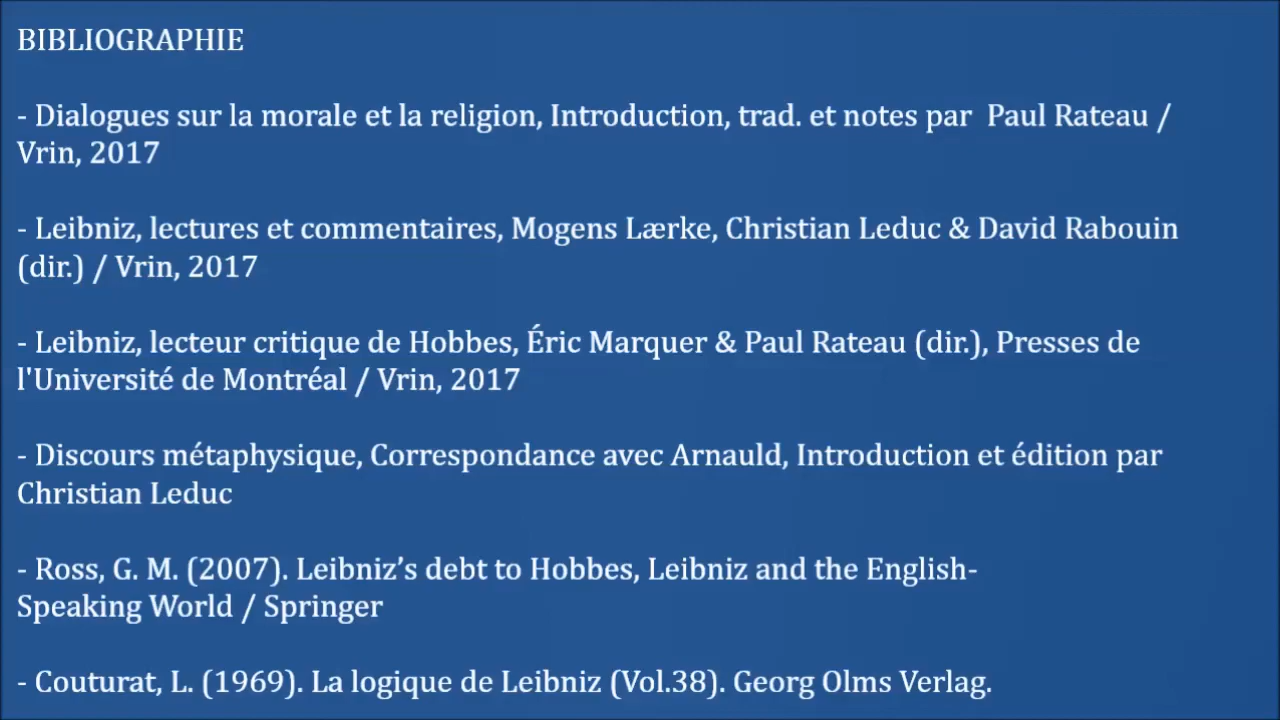 BIBLIOGRAPHIE
- Dialogues sur la morale et la religion, Introduction, trad. et notes par  Paul Rateau /
Vrin, 2017
- Leibniz, lectures et commentaires, Mogens Lærke, Christian Leduc & David Rabouin
(dir.) / Vrin, 2017
- Leibniz, lecteur critique de Hobbes, Éric Marquer & Paul Rateau (dir.), Presses de
l'Université de Montréal / Vrin, 2017
- Discours métaphysique, Correspondance avec Arnauld, Introduction et édition par
Christian Leduc
- Ross, G. M. (2007). Leibniz’s debt to Hobbes, Leibniz and the English-
Speaking World / Springer
- Couturat, L. (1969). La logique de Leibniz (Vol.38). Georg Olms Verlag.